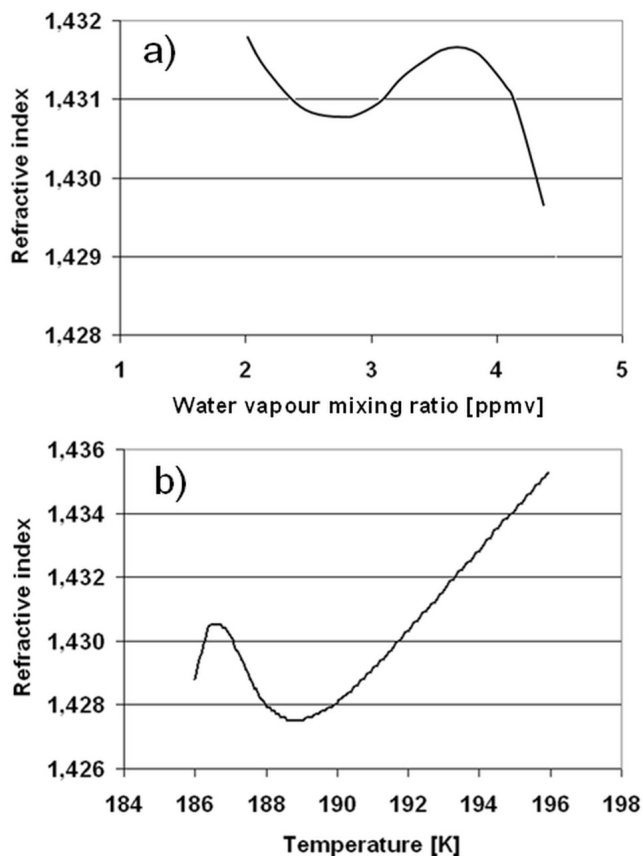 a)
Refractive index
1,432
1,431
1,430
1,429
1,428
1 2 3 4 5
Water vapour mixing ratio [ppmv]
b)
Refractive index
1,436
1,434
1,432
1,430
1,428
1,426
184 186 188 190 192 194 196 198
Temperature [K]